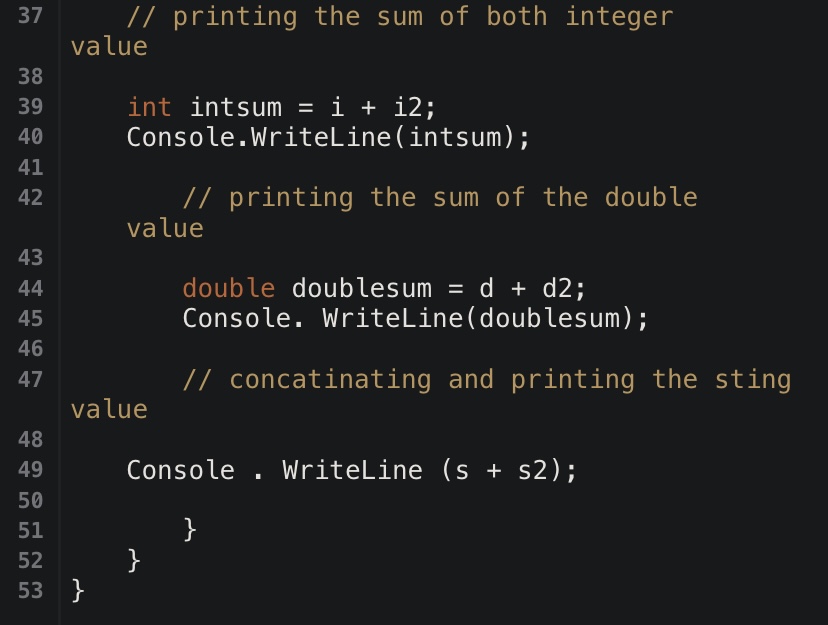 37 // printing the sum of both integer
value
38
39 int intsum = i + i2;
40 Console.WriteLine(intsum);
41
42 // printing the sum of the double
value
43
44 double doublesum = d + d2;
45 Console. WriteLine(doublesum);
46
47 // concatinating and printing the sting
value
48
49 Console . WriteLine (s + s2);
50
51 }
52 }
53 }